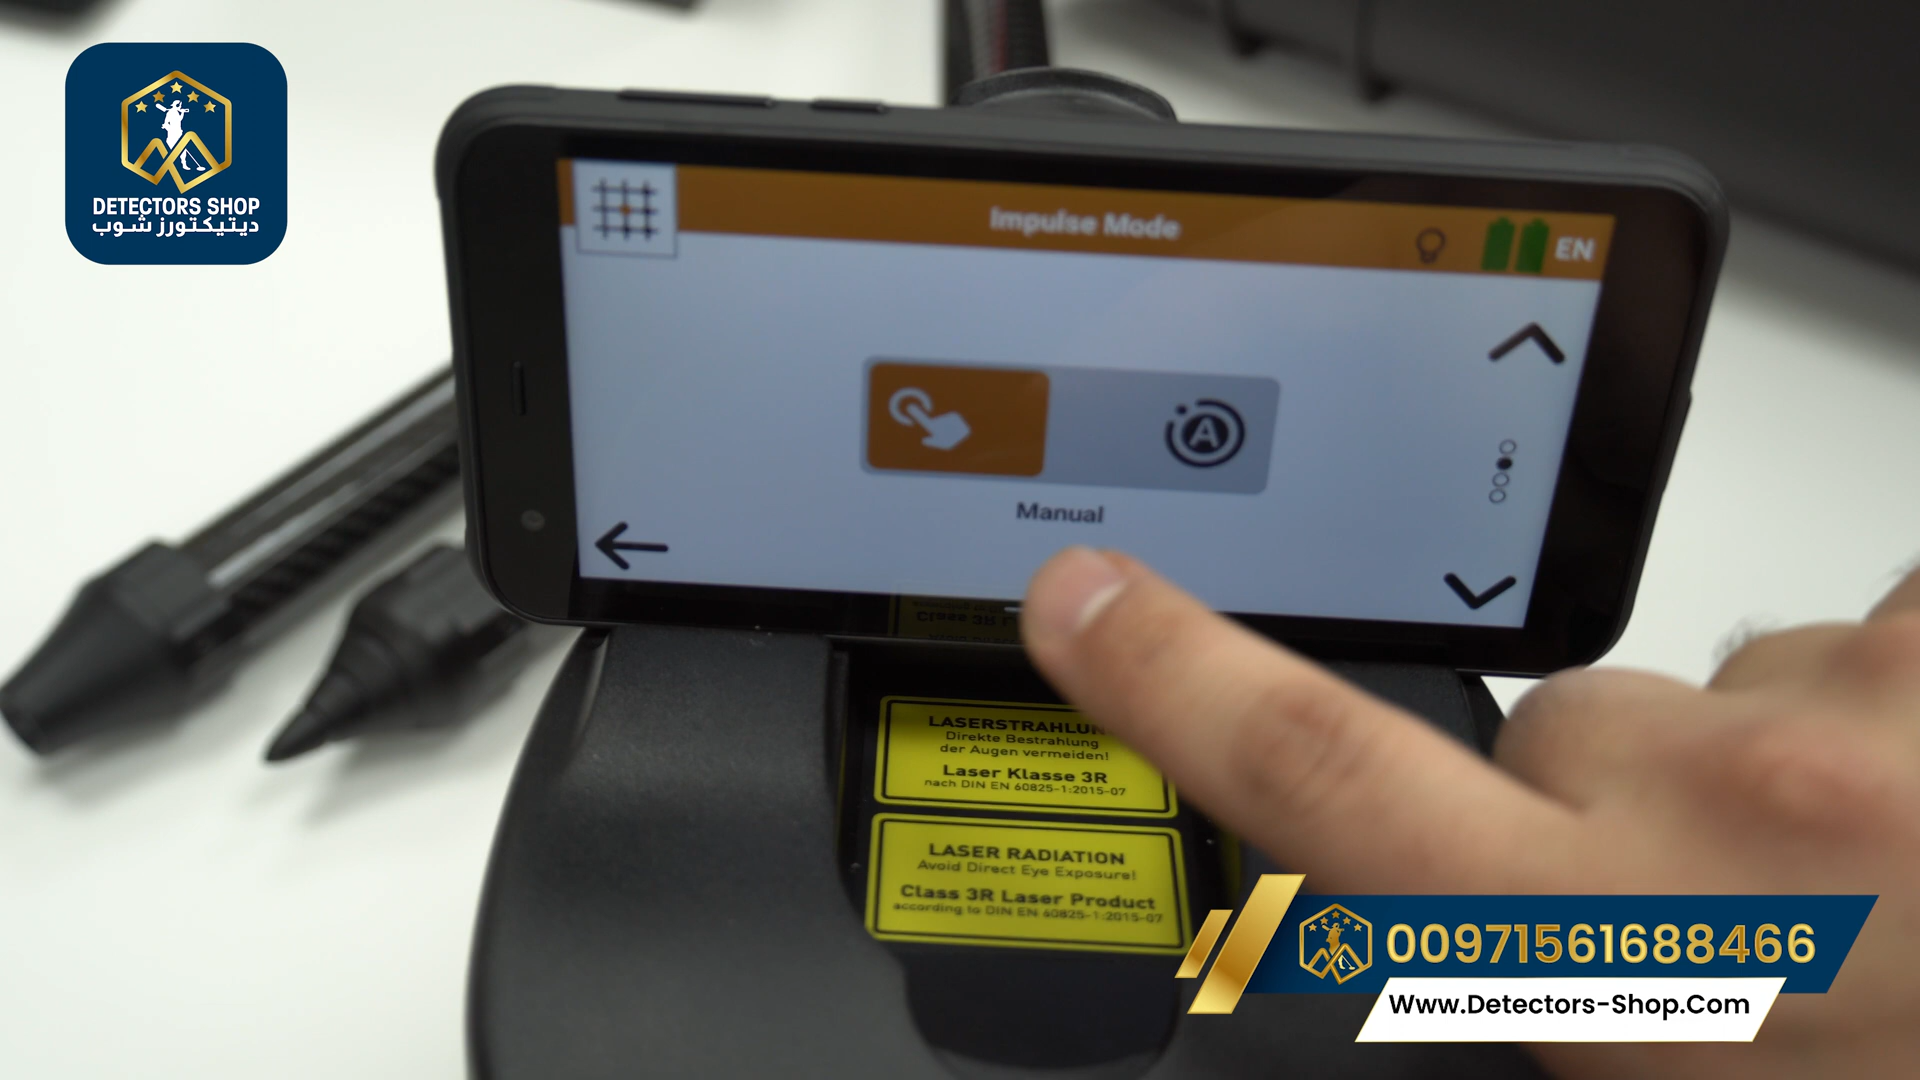 DETECTORS SHOP
ديتيكتورز شوب
Impulse Mode
EN
A
Manual
LASERSTRAHLUN
Direkte Bestrahlung
der Augen vermeiden!
Laser Klasse 3R
nach DIN EN 60825-1:2015-07
LASER RADIATION
Avoid Direct Eye Exposure!
Class 3R Laser Product
according to DIN EN 60825-1:2015-07
00971561688466
Www.Detectors-Shop.Com